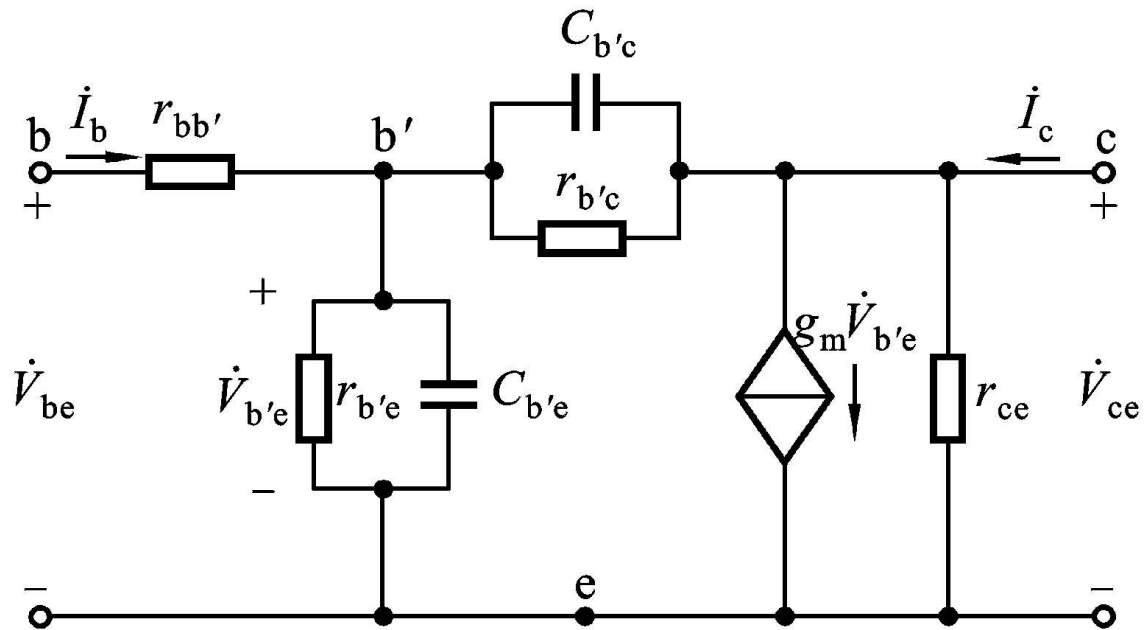 C_b′c
b İ_b r_bb′ b′ İ_c c
+ r_b′c +
+ g_m V̇_b′e
V̇_be V̇_b′e r_b′e C_b′e r_ce V̇_ce
−
− e −